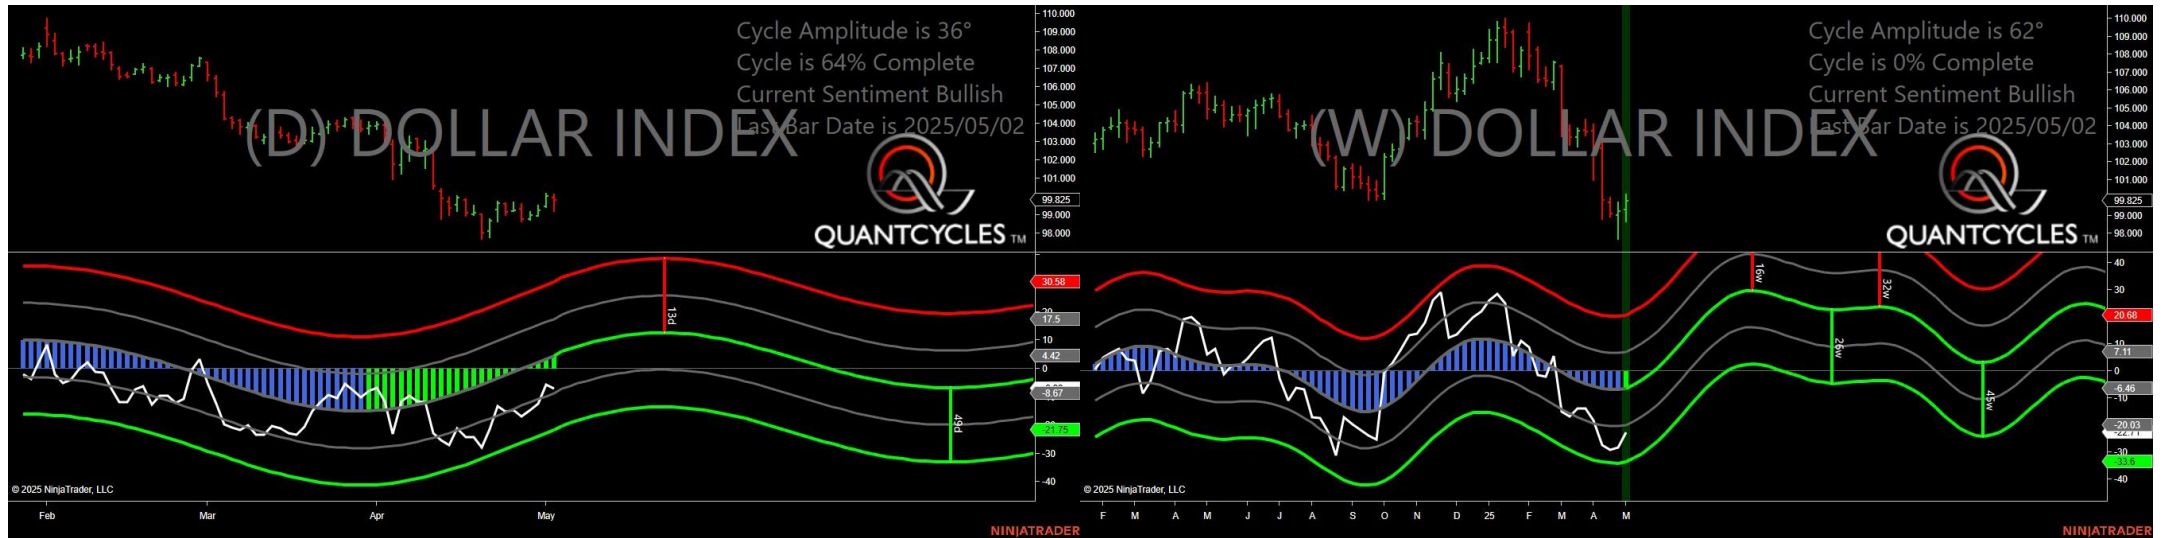 Cycle Amplitude is 36°
Cycle is 64% Complete
Current Sentiment Bullish
Last Bar Date is 2025/05/02
(D) DOLLAR INDEX
QUANTCYCLES TM
110.000
109.000
108.000
107.000
106.000
105.000
104.000
103.000
102.000
101.000
99.825
99.000
98.000
30.58
17.5
10
4.42
0
-8.67
-21.75
-30
-40
13d
49d
© 2025 NinjaTrader, LLC
Feb
Mar
Apr
May
NINJATRADER
Cycle Amplitude is 62°
Cycle is 0% Complete
Current Sentiment Bullish
Last Bar Date is 2025/05/02
(W) DOLLAR INDEX
QUANTCYCLES TM
110.000
109.000
108.000
107.000
106.000
105.000
104.000
103.000
102.000
101.000
99.825
99.000
98.000
40
30
20.68
10
7.11
0
-6.46
-10
-20.03
-22.71
-30
-33.6
-40
16w
32w
26w
45w
© 2025 NinjaTrader, LLC
F
M
A
M
J
J
A
S
O
N
D
25
F
M
A
M
NINJATRADER